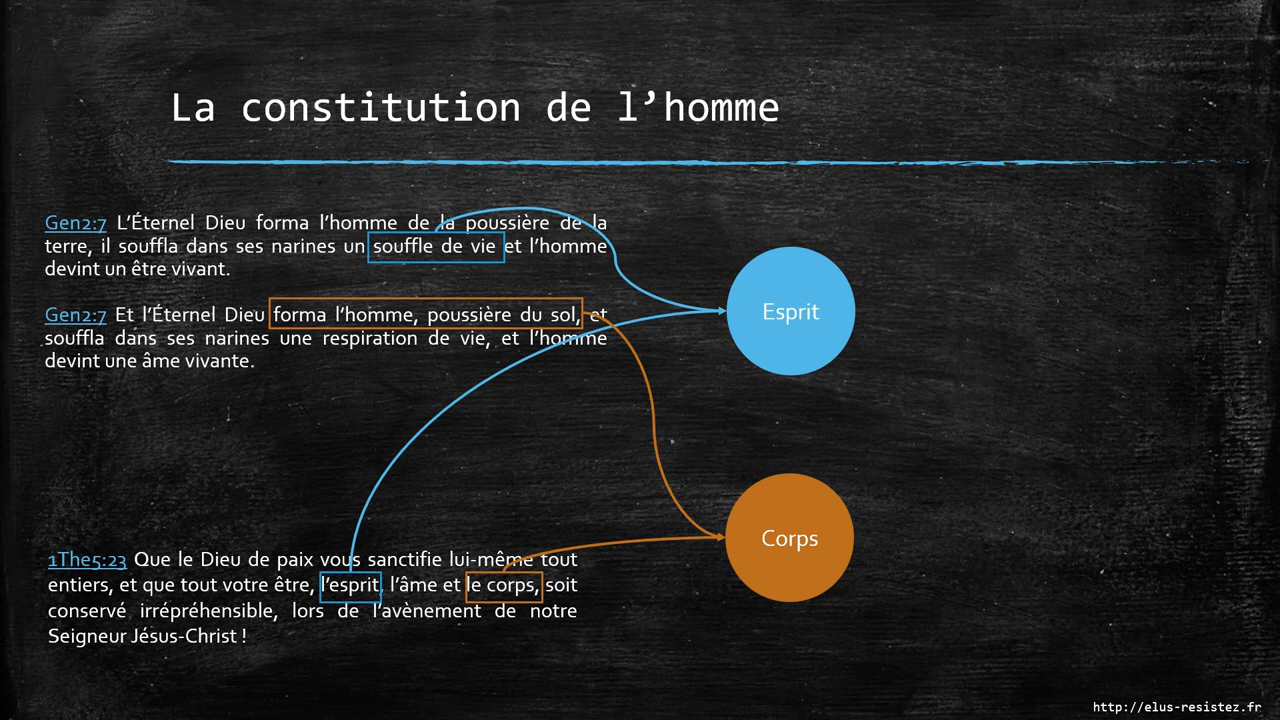 La constitution de l’homme
Gen2:7 L’Éternel Dieu forma l’homme de la poussière de la
terre, il souffla dans ses narines un souffle de vie et l’homme
devint un être vivant.
Gen2:7 Et l’Éternel Dieu forma l’homme, poussière du sol, et
souffla dans ses narines une respiration de vie, et l’homme
devint une âme vivante.
Esprit
Corps
1The5:23 Que le Dieu de paix vous sanctifie lui-même tout
entiers, et que tout votre être, l’esprit, l’âme et le corps, soit
conservé irrépréhensible, lors de l’avènement de notre
Seigneur Jésus-Christ !
http://elus-resistez.fr